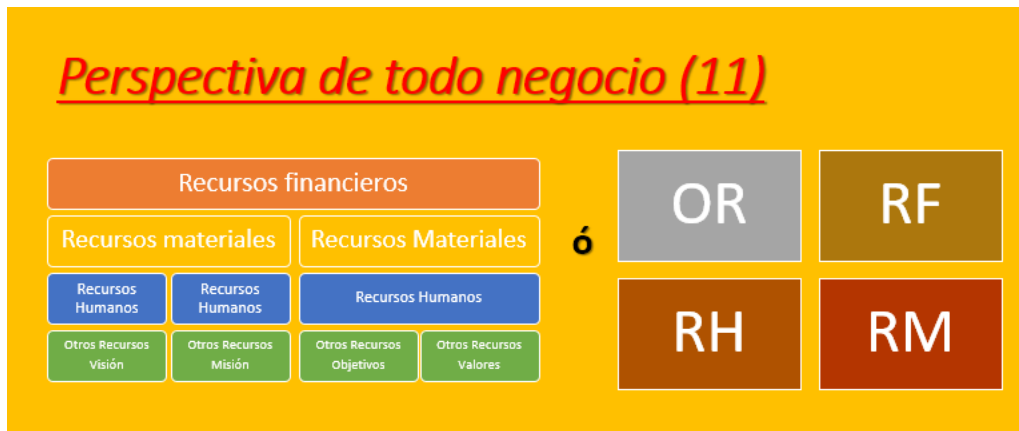 Perspectiva de todo negocio (11)
Recursos financieros
Recursos materiales
Recursos Materiales
Recursos
Humanos
Recursos
Humanos
Recursos Humanos
Otros Recursos
Visión
Otros Recursos
Misión
Otros Recursos
Objetivos
Otros Recursos
Valores
ó
OR
RF
RH
RM